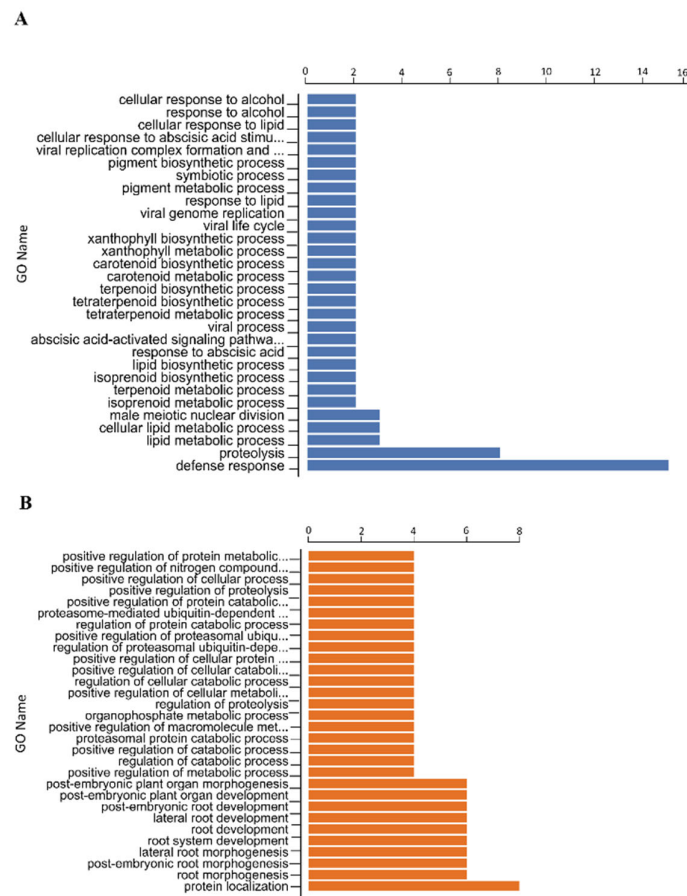 A
0 2 4 6 8 10 12 14 16
cellular response to alcohol
response to alcohol
cellular response to lipid
cellular response to abscisic acid stimu...
viral replication complex formation and ...
pigment biosynthetic process
symbiotic process
pigment metabolic process
response to lipid
viral genome replication
viral life cycle
xanthophyll biosynthetic process
xanthophyll metabolic process
carotenoid biosynthetic process
carotenoid metabolic process
terpenoid biosynthetic process
tetraterpenoid biosynthetic process
tetraterpenoid metabolic process
viral process
abscisic acid-activated signaling pathwa...
response to abscisic acid
lipid biosynthetic process
isoprenoid biosynthetic process
terpenoid metabolic process
isoprenoid metabolic process
male meiotic nuclear division
cellular lipid metabolic process
lipid metabolic process
proteolysis
defense response
GO Name
B
0 2 4 6 8
positive regulation of protein metabolic...
positive regulation of nitrogen compound...
positive regulation of cellular process
positive regulation of proteolysis
positive regulation of protein catabolic...
proteasome-mediated ubiquitin-dependent ...
regulation of protein catabolic process
positive regulation of proteasomal ubiqu...
regulation of proteasomal ubiquitin-depe...
positive regulation of cellular protein ...
positive regulation of cellular cataboli...
regulation of cellular catabolic process
positive regulation of cellular metaboli...
regulation of proteolysis
organophosphate metabolic process
positive regulation of macromolecule met...
proteasomal protein catabolic process
positive regulation of catabolic process
regulation of catabolic process
positive regulation of metabolic process
post-embryonic plant organ morphogenesis
post-embryonic plant organ development
post-embryonic root development
lateral root development
root development
root system development
lateral root morphogenesis
post-embryonic root morphogenesis
root morphogenesis
protein localization
GO Name